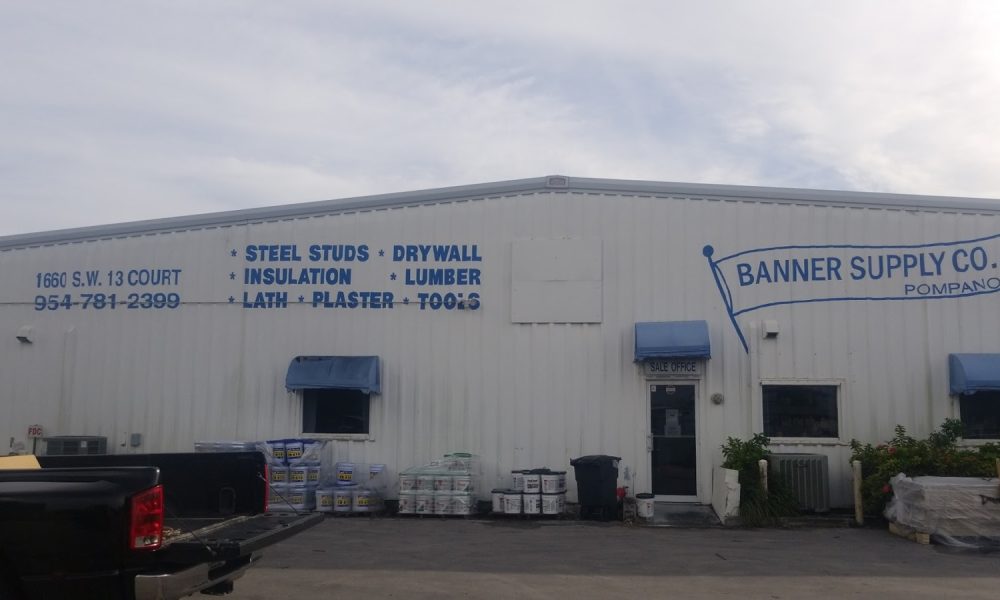 1660 S.W. 13 COURT
954-781-2399
* STEEL STUDS * DRYWALL
* INSULATION * LUMBER
* LATH * PLASTER * TOOLS
BANNER SUPPLY CO.
POMPANO
SALE OFFICE
FDC